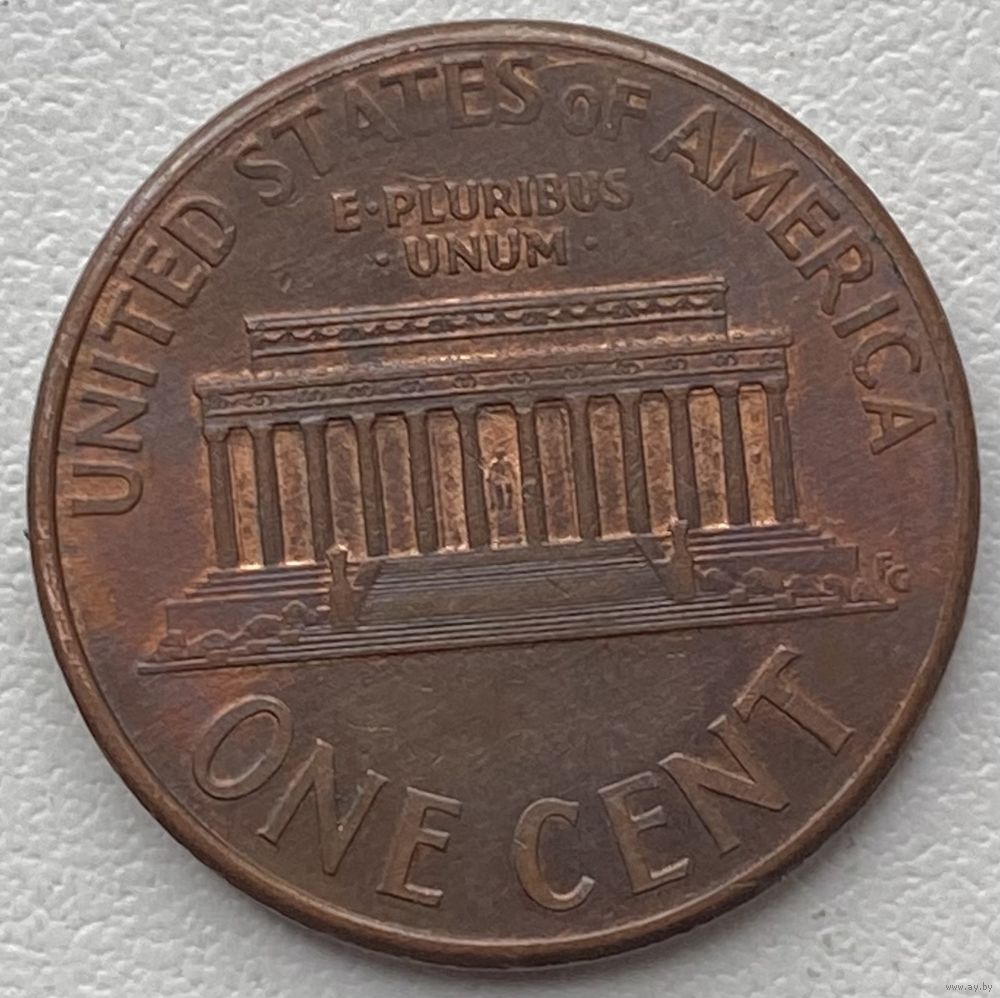 UNITED STATES OF AMERICA
E·PLURIBUS
·UNUM·
FG
ONE CENT
www.ay.by